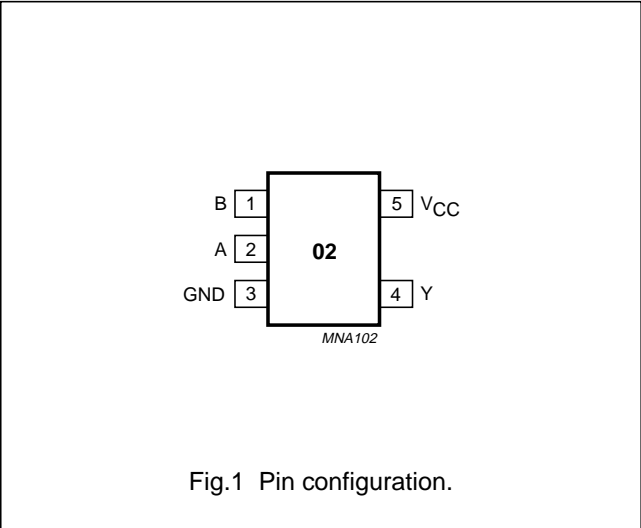 B 1 5 VCC
A 2 02
GND 3 4 Y
MNA102
Fig.1 Pin configuration.